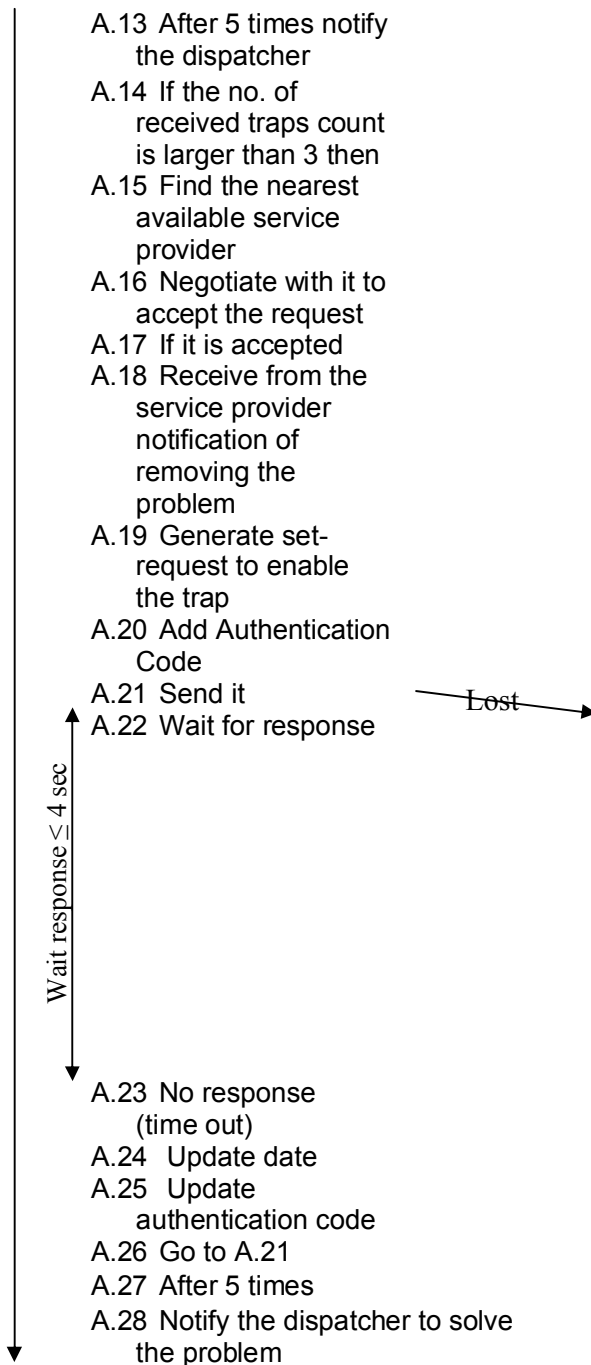 A.13 After 5 times notify
the dispatcher
A.14 If the no. of
received traps count
is larger than 3 then
A.15 Find the nearest
available service
provider
A.16 Negotiate with it to
accept the request
A.17 If it is accepted
A.18 Receive from the
service provider
notification of
removing the
problem
A.19 Generate set-
request to enable
the trap
A.20 Add Authentication
Code
A.21 Send it
Lost
A.22 Wait for response
Wait response ≤ 4 sec
A.23 No response
(time out)
A.24 Update date
A.25 Update
authentication code
A.26 Go to A.21
A.27 After 5 times
A.28 Notify the dispatcher to solve
the problem